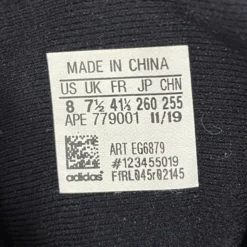 MADE IN CHINA
US UK FR JP CHN
8 7½ 41⅓ 260 255
APE 779001 11/19
ART EG6879
#123455019
adidas F1RL045r02145